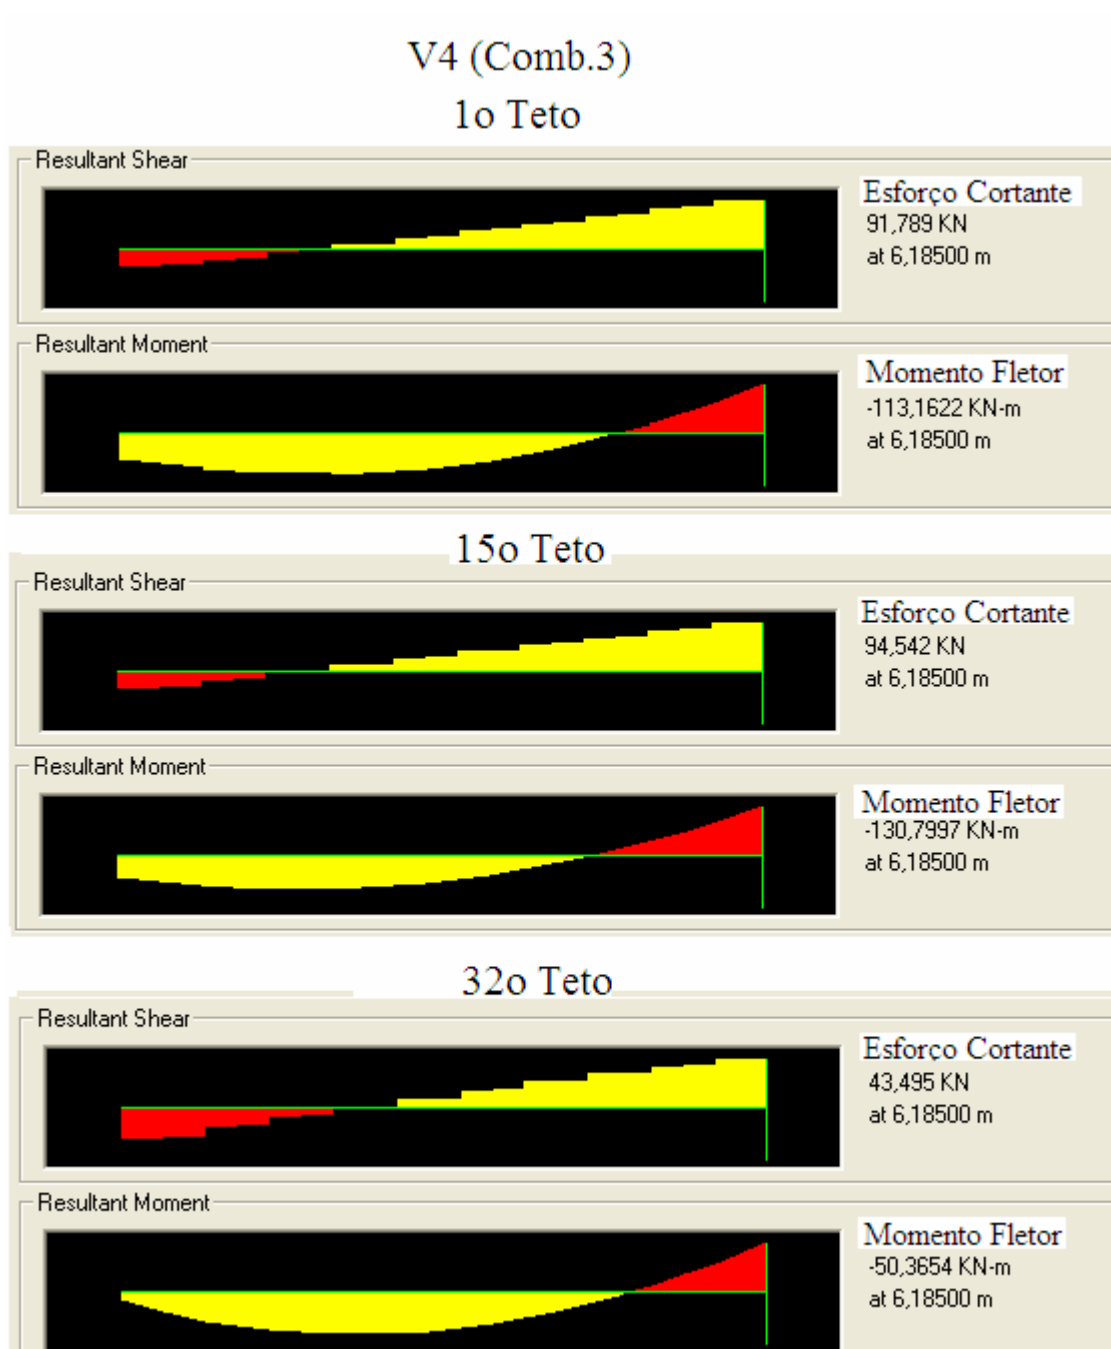 V4 (Comb.3)
1o Teto
Resultant Shear
Esforço Cortante
91,789 KN
at 6,18500 m
Resultant Moment
Momento Fletor
-113,1622 KN-m
at 6,18500 m
15o Teto
Resultant Shear
Esforço Cortante
94,542 KN
at 6,18500 m
Resultant Moment
Momento Fletor
-130,7997 KN-m
at 6,18500 m
32o Teto
Resultant Shear
Esforço Cortante
43,495 KN
at 6,18500 m
Resultant Moment
Momento Fletor
-50,3654 KN-m
at 6,18500 m